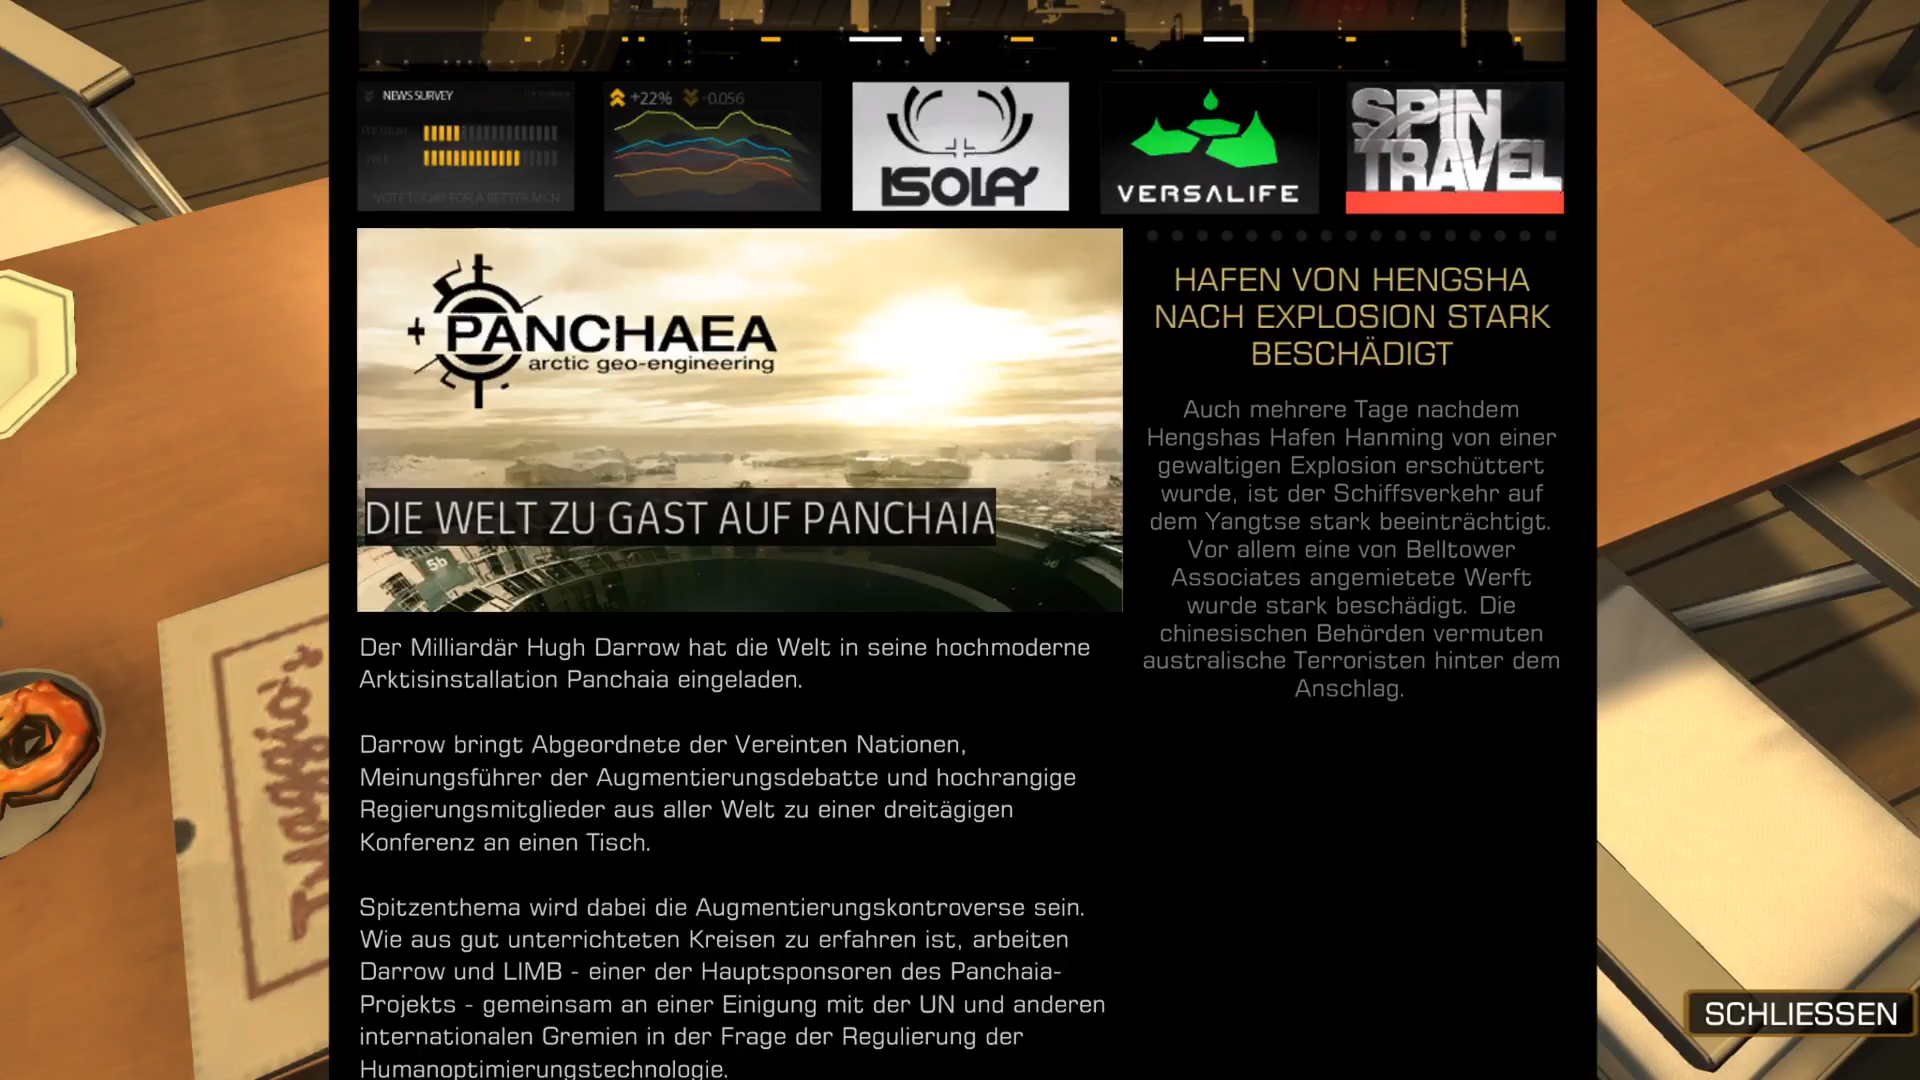 NEWS SURVEY
+22% -0.056
VOTE TODAY FOR A BETTER MCN
ISOLAY
VERSALIFE
SPIN
TRAVEL
PANCHAEA
arctic geo-engineering
DIE WELT ZU GAST AUF PANCHAIA
5b
Der Milliardär Hugh Darrow hat die Welt in seine hochmoderne
Arktisinstallation Panchaia eingeladen.
Darrow bringt Abgeordnete der Vereinten Nationen,
Meinungsführer der Augmentierungsdebatte und hochrangige
Regierungsmitglieder aus aller Welt zu einer dreitägigen
Konferenz an einen Tisch.
Spitzenthema wird dabei die Augmentierungskontroverse sein.
Wie aus gut unterrichteten Kreisen zu erfahren ist, arbeiten
Darrow und LIMB - einer der Hauptsponsoren des Panchaia-
Projekts - gemeinsam an einer Einigung mit der UN und anderen
internationalen Gremien in der Frage der Regulierung der
Humanoptimierungstechnologie.
HAFEN VON HENGSHA
NACH EXPLOSION STARK
BESCHÄDIGT
Auch mehrere Tage nachdem
Hengshas Hafen Hanming von einer
gewaltigen Explosion erschüttert
wurde, ist der Schiffsverkehr auf
dem Yangtse stark beeinträchtigt.
Vor allem eine von Belltower
Associates angemietete Werft
wurde stark beschädigt. Die
chinesischen Behörden vermuten
australische Terroristen hinter dem
Anschlag.
SCHLIESSEN